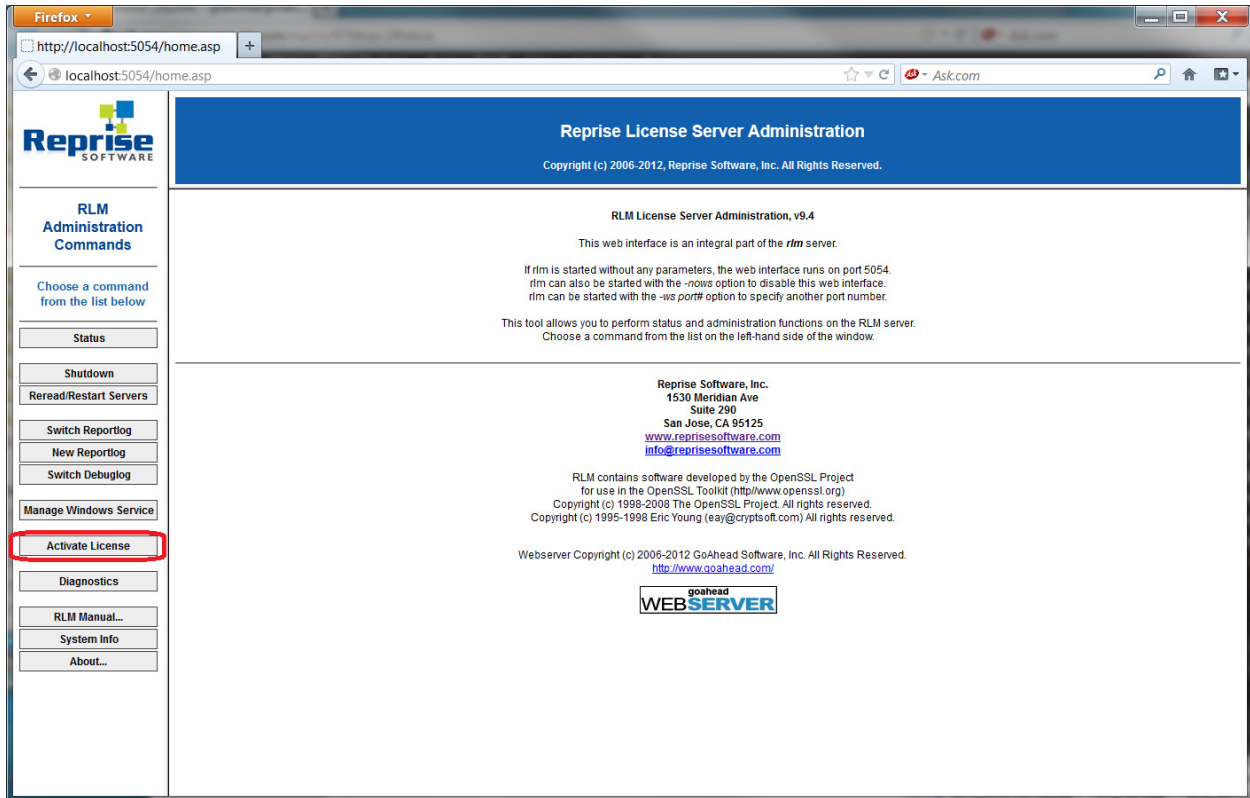 Firefox
http://localhost:5054/home.asp
+
localhost:5054/home.asp
Ask.com
Reprise
SOFTWARE
RLM
Administration
Commands
Choose a command
from the list below
Status
Shutdown
Reread/Restart Servers
Switch Reportlog
New Reportlog
Switch Debuglog
Manage Windows Service
Activate License
Diagnostics
RLM Manual...
System Info
About...
Reprise License Server Administration
Copyright (c) 2006-2012, Reprise Software, Inc. All Rights Reserved.
RLM License Server Administration, v9.4
This web interface is an integral part of the rlm server.
If rlm is started without any parameters, the web interface runs on port 5054.
rlm can also be started with the -nows option to disable this web interface.
rlm can be started with the -ws port# option to specify another port number.
This tool allows you to perform status and administration functions on the RLM server.
Choose a command from the list on the left-hand side of the window.
Reprise Software, Inc.
1530 Meridian Ave
Suite 290
San Jose, CA 95125
www.reprisesoftware.com
info@reprisesoftware.com
RLM contains software developed by the OpenSSL Project
for use in the OpenSSL Toolkit (http//www.openssl.org)
Copyright (c) 1998-2008 The OpenSSL Project. All rights reserved.
Copyright (c) 1995-1998 Eric Young (eay@cryptsoft.com) All rights reserved.
Webserver Copyright (c) 2006-2012 GoAhead Software, Inc. All Rights Reserved.
http://www.goahead.com/
goahead
WEBSERVER